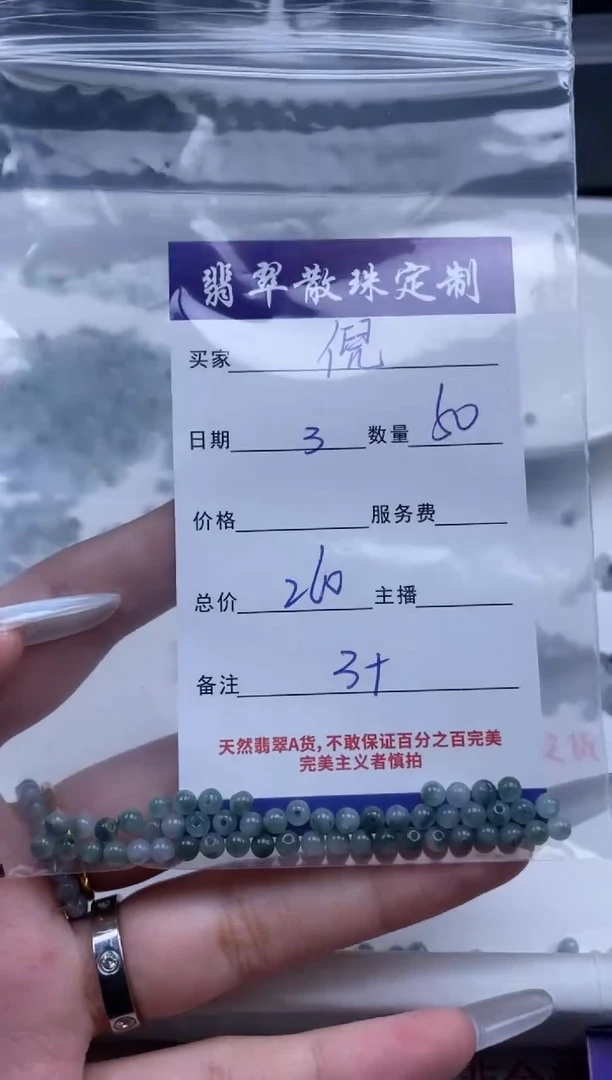 翡翠散珠定制
买家 倪
日期 3 数量 60
价格 服务费
总价 260 主播
备注 3+
天然翡翠A货,不敢保证百分之百完美
完美主义者慎拍